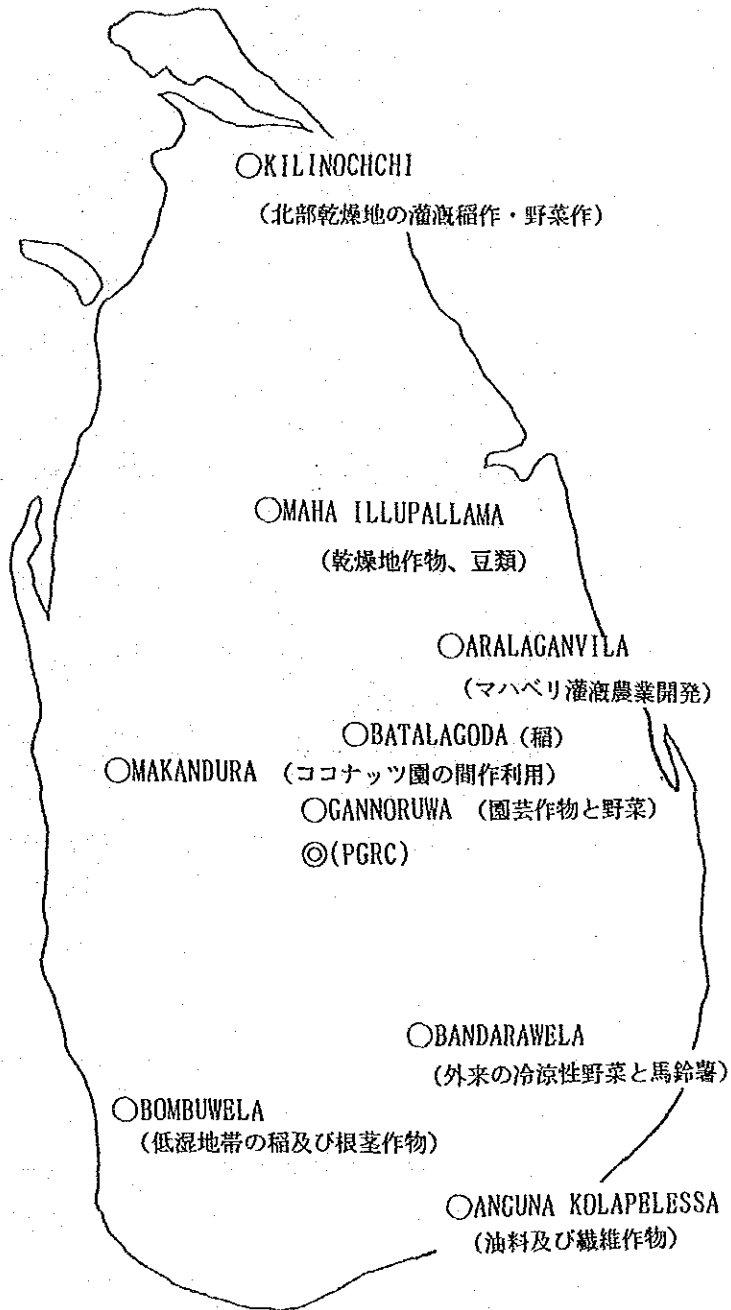 ○KILINOCHCHI
(北部乾燥地の灌漑稲作・野菜作)
○MAHA ILLUPALLAMA
(乾燥地作物、豆類)
○ARALAGANVILA
(マハベリ灌漑農業開発)
○BATALAGODA (稲)
○MAKANDURA (ココナッツ園の間作利用)
○GANNORUWA (園芸作物と野菜)
◎(PGRC)
○BANDARAWELA
(外来の冷涼性野菜と馬鈴薯)
○BOMBUWELA
(低湿地帯の稲及び根茎作物)
○ANGUNA KOLAPELESSA
(油料及び繊維作物)